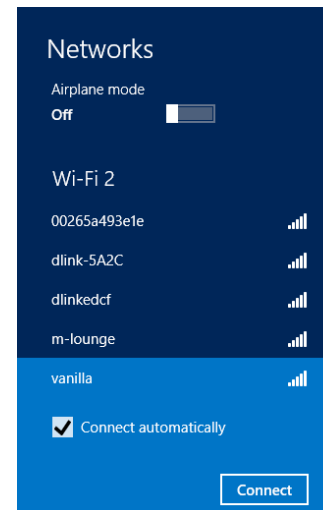 Networks
Airplane mode
Off
Wi-Fi 2
00265a493e1e
dlink-5A2C
dlinkedcf
m-lounge
vanilla
Connect automatically
Connect